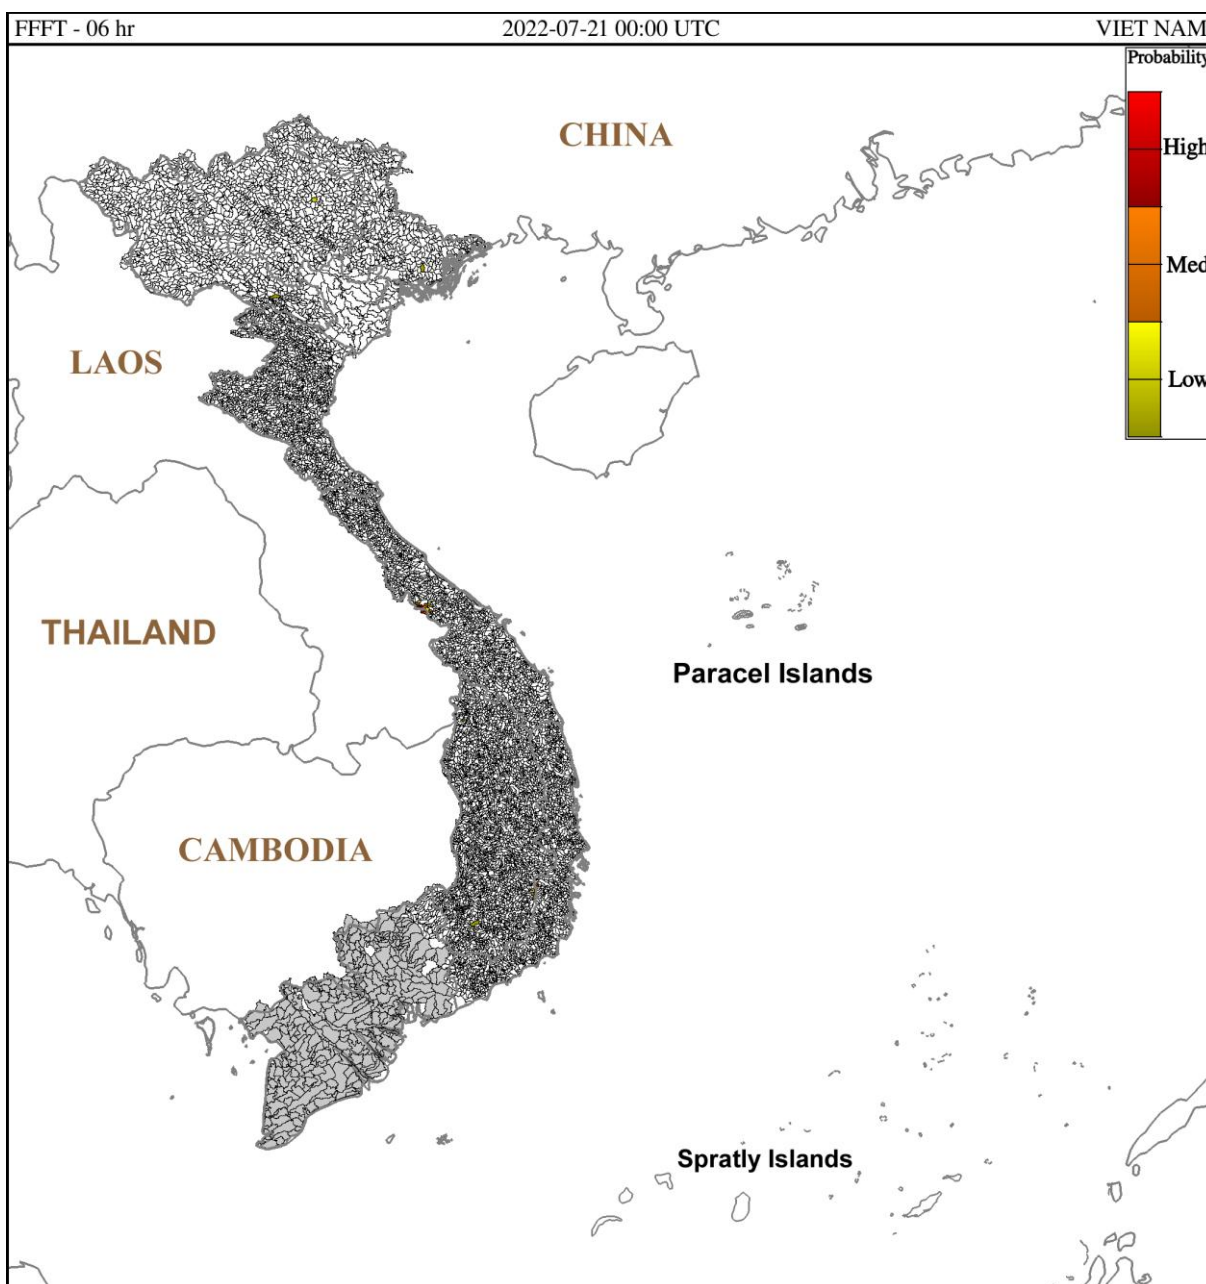 FFFT - 06 hr 2022-07-21 00:00 UTC VIET NAM
Probability
CHINA
High
Med
LAOS
Low
THAILAND
Paracel Islands
CAMBODIA
Spratly Islands